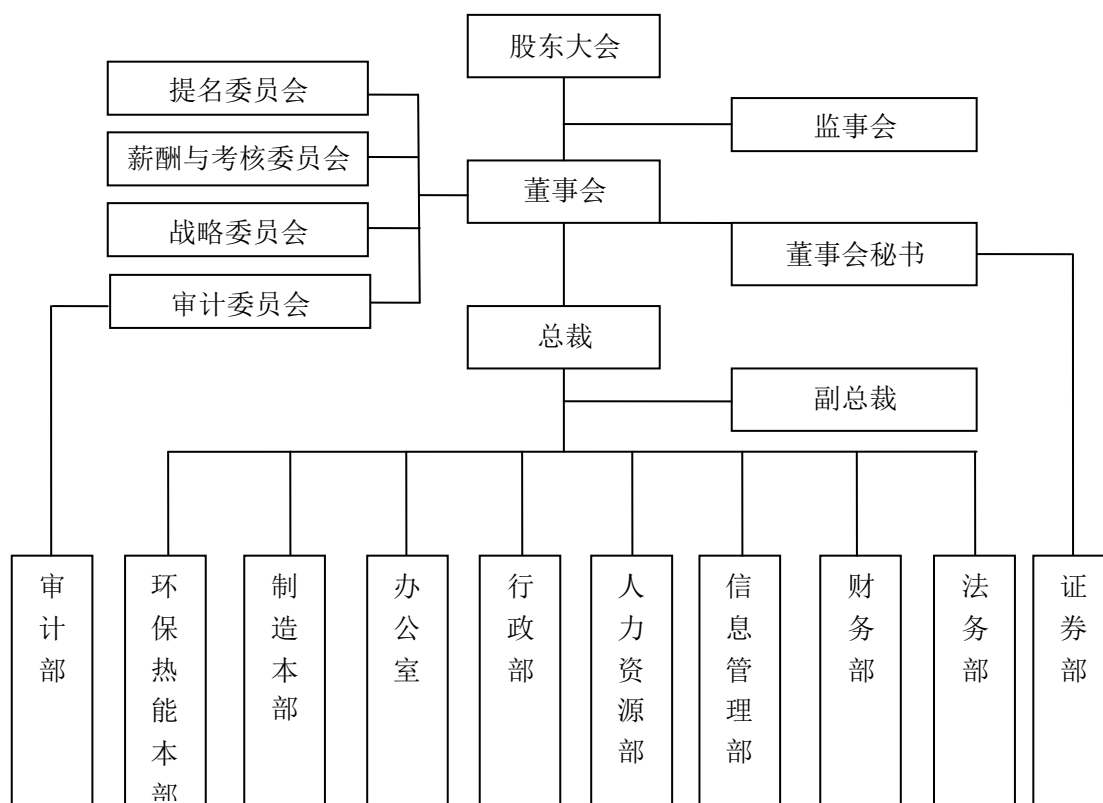 股东大会
提名委员会
监事会
薪酬与考核委员会
董事会
战略委员会
董事会秘书
审计委员会
总裁
副总裁
审计部
环保热能本部
制造本部
办公室
行政部
人力资源部
信息管理部
财务部
法务部
证券部